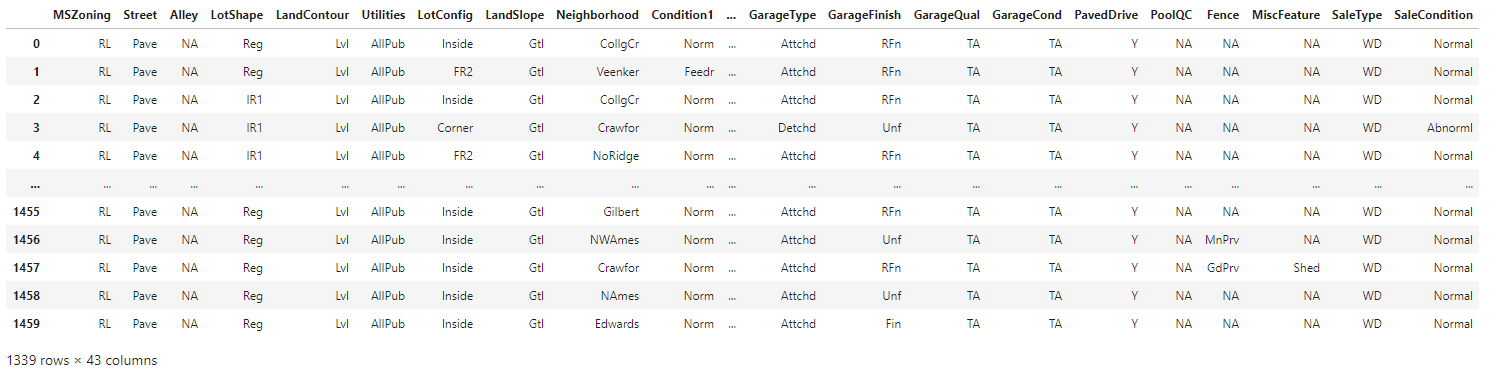 MSZoning Street Alley LotShape LandContour Utilities LotConfig LandSlope Neighborhood Condition1 ... GarageType GarageFinish GarageQual GarageCond PavedDrive PoolQC Fence MiscFeature SaleType SaleCondition
0 RL Pave NA Reg Lvl AllPub Inside Gtl CollgCr Norm ... Attchd RFn TA TA Y NA NA NA WD Normal
1 RL Pave NA Reg Lvl AllPub FR2 Gtl Veenker Feedr ... Attchd RFn TA TA Y NA NA NA WD Normal
2 RL Pave NA IR1 Lvl AllPub Inside Gtl CollgCr Norm ... Attchd RFn TA TA Y NA NA NA WD Normal
3 RL Pave NA IR1 Lvl AllPub Corner Gtl Crawfor Norm ... Detchd Unf TA TA Y NA NA NA WD Abnorml
4 RL Pave NA IR1 Lvl AllPub FR2 Gtl NoRidge Norm ... Attchd RFn TA TA Y NA NA NA WD Normal
... ... ... ... ... ... ... ... ... ... ... ... ... ... ... ... ... ... ... ... ... ...
1455 RL Pave NA Reg Lvl AllPub Inside Gtl Gilbert Norm ... Attchd RFn TA TA Y NA NA NA WD Normal
1456 RL Pave NA Reg Lvl AllPub Inside Gtl NWAmes Norm ... Attchd Unf TA TA Y NA MnPrv NA WD Normal
1457 RL Pave NA Reg Lvl AllPub Inside Gtl Crawfor Norm ... Attchd RFn TA TA Y NA GdPrv Shed WD Normal
1458 RL Pave NA Reg Lvl AllPub Inside Gtl NAmes Norm ... Attchd Unf TA TA Y NA NA NA WD Normal
1459 RL Pave NA Reg Lvl AllPub Inside Gtl Edwards Norm ... Attchd Fin TA TA Y NA NA NA WD Normal
1339 rows × 43 columns